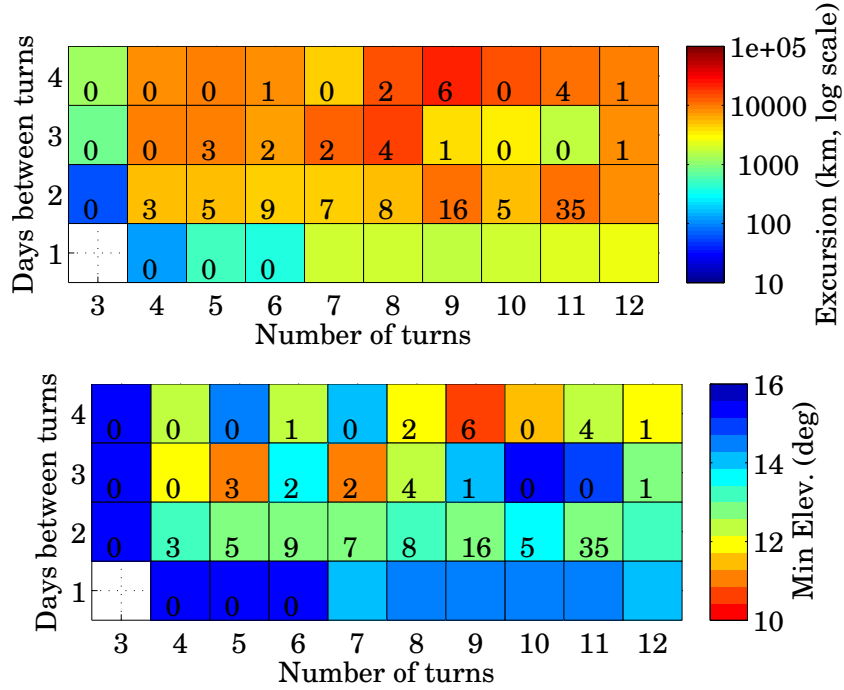 Days between turns
4 0 0 0 1 0 2 6 0 4 1
3 0 0 3 2 2 4 1 0 0 1
2 0 3 5 9 7 8 16 5 35
1 0 0 0
3 4 5 6 7 8 9 10 11 12
Number of turns
1e+05
10000
1000
100
10
Excursion (km, log scale)
Days between turns
4 0 0 0 1 0 2 6 0 4 1
3 0 0 3 2 2 4 1 0 0 1
2 0 3 5 9 7 8 16 5 35
1 0 0 0
3 4 5 6 7 8 9 10 11 12
Number of turns
16
14
12
10
Min Elev. (deg)